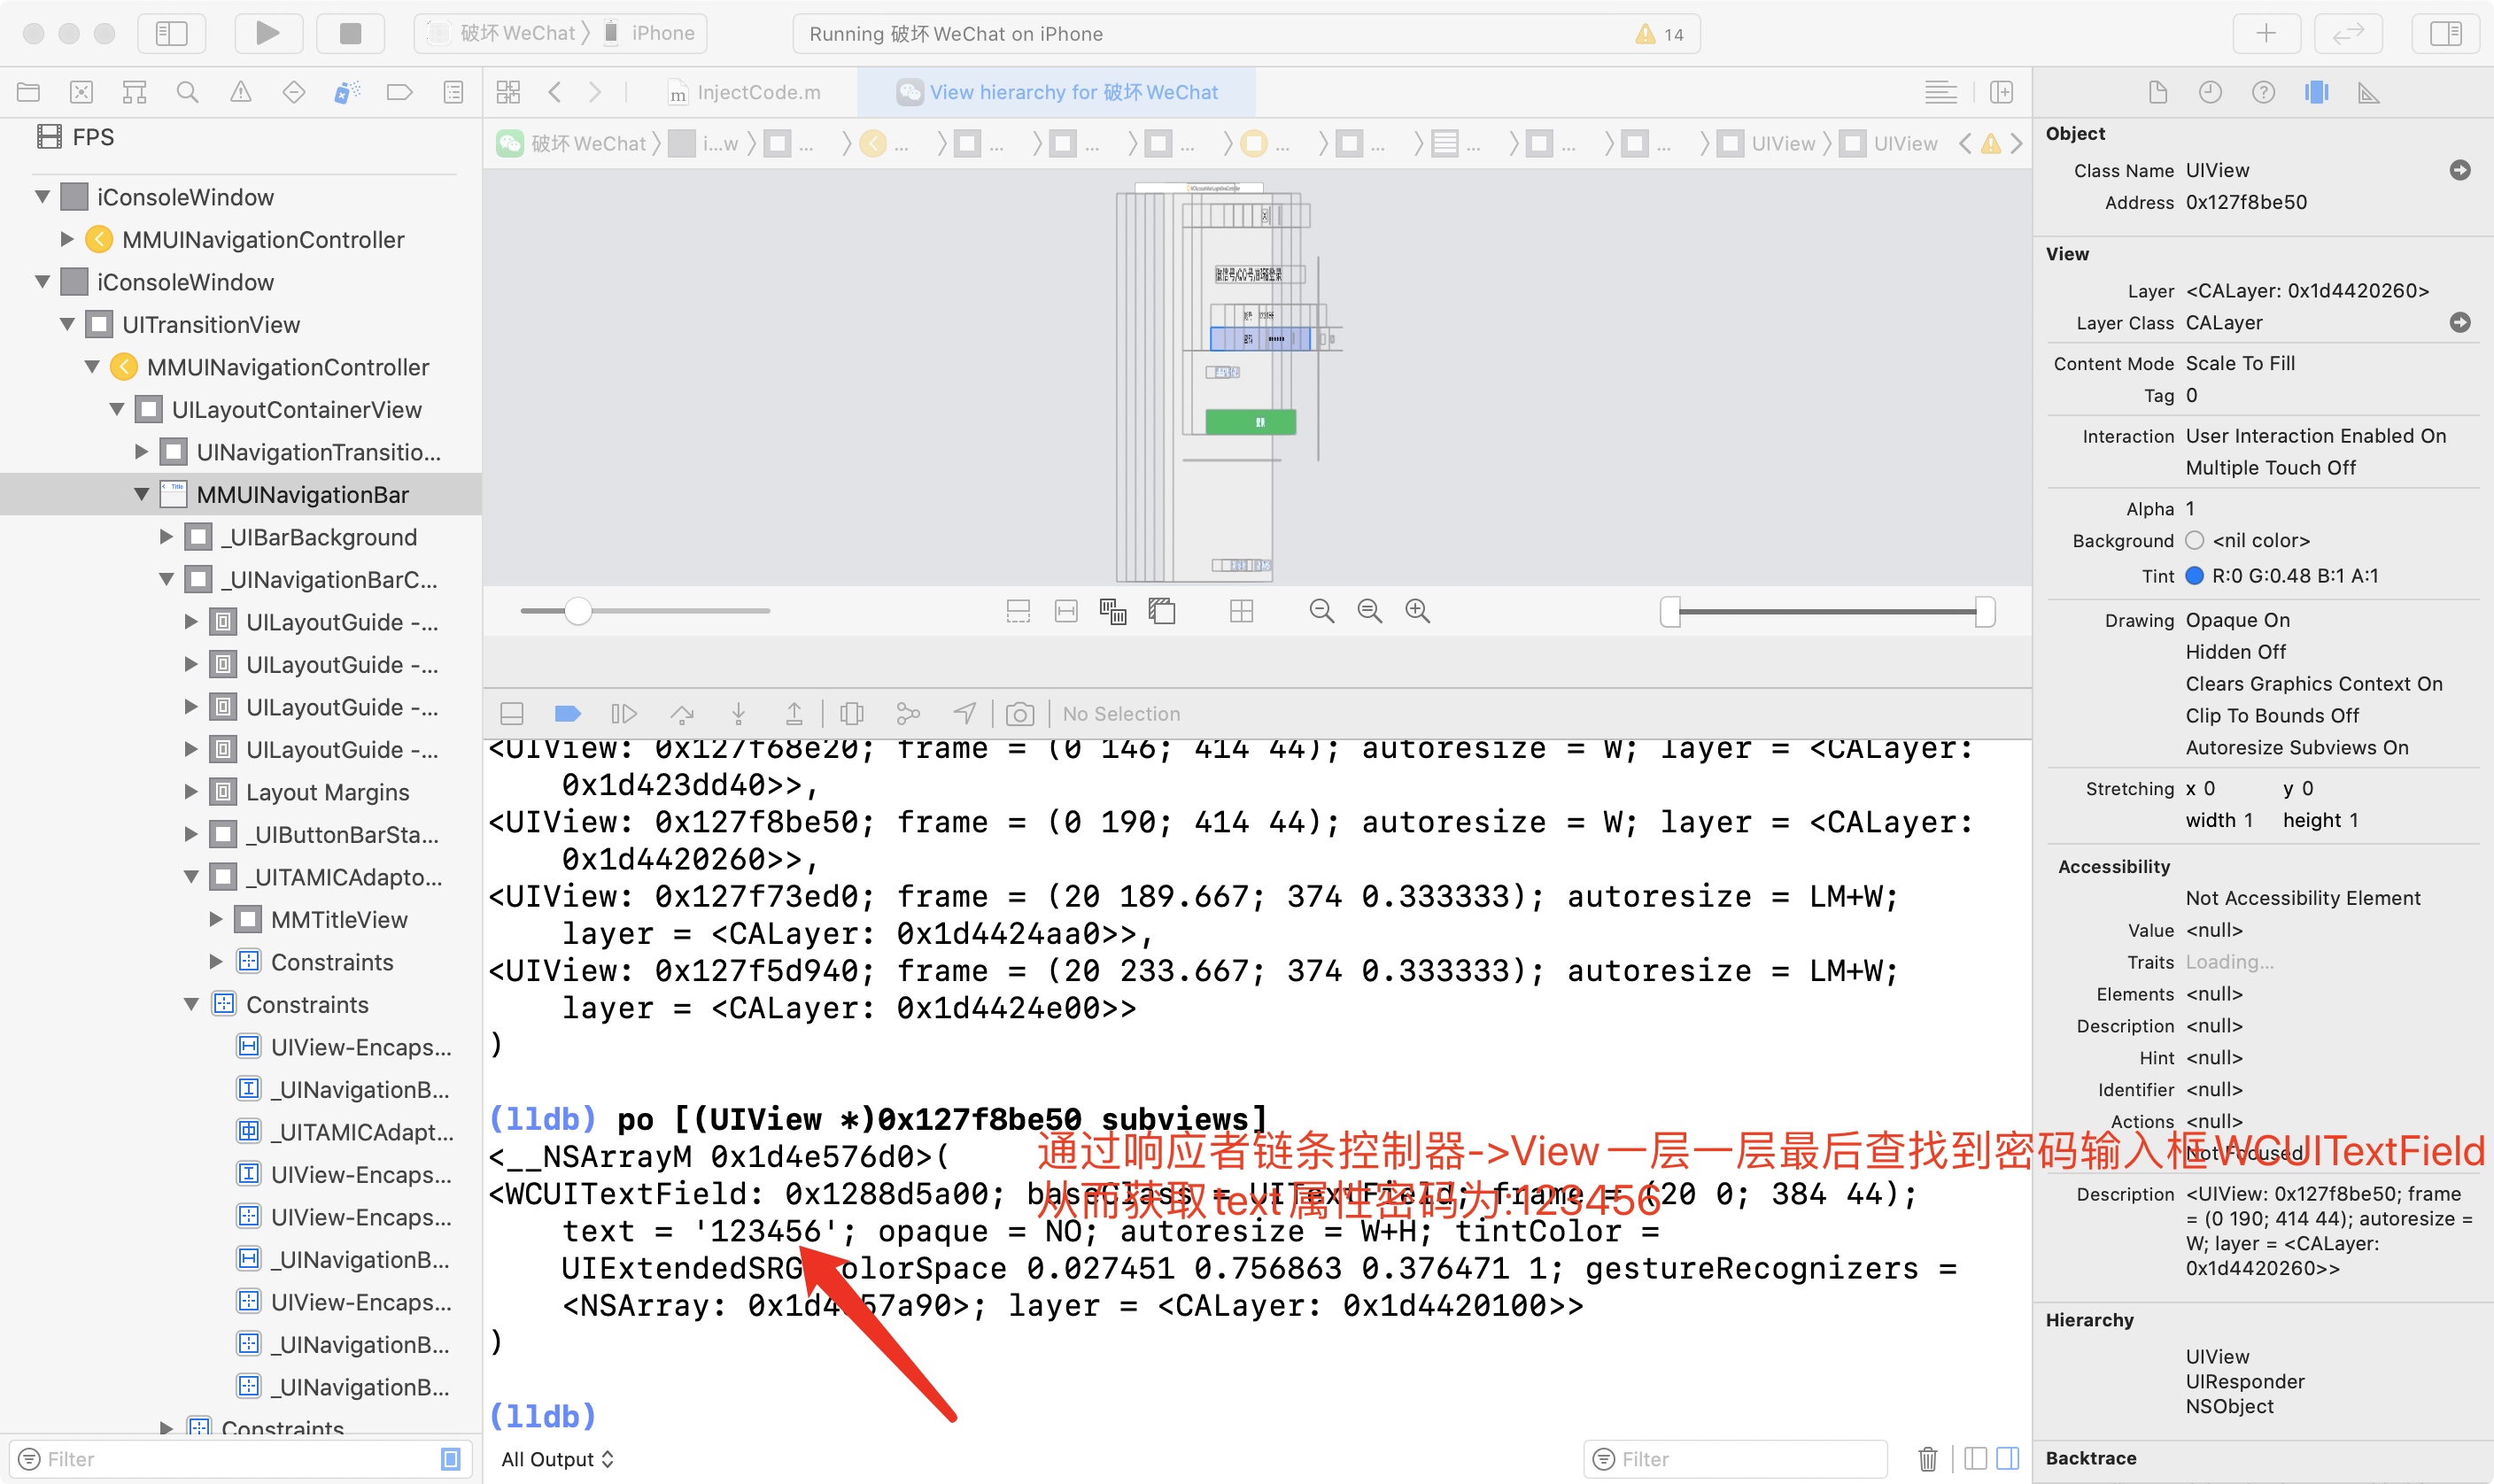 破坏 WeChat 〉 iPhone
Running 破坏 WeChat on iPhone
14
InjectCode.m
View hierarchy for 破坏 WeChat
FPS
iConsoleWindow
MMUINavigationController
iConsoleWindow
UITransitionView
MMUINavigationController
UILayoutContainerView
UINavigationTransitio...
MMUINavigationBar
_UIBarBackground
_UINavigationBarC...
UILayoutGuide -...
UILayoutGuide -...
UILayoutGuide -...
UILayoutGuide -...
Layout Margins
_UIButtonBarSta...
_UITAMICAdapto...
MMTitleView
Constraints
Constraints
UIView-Encaps...
_UINavigationB...
_UITAMICAdapt...
UIView-Encaps...
UIView-Encaps...
_UINavigationB...
UIView-Encaps...
_UINavigationB...
_UINavigationB...
Constraints
Filter
破坏 WeChat 〉 i...w 〉 ... 〉 ... 〉 ... 〉 ... 〉 ... 〉 ... 〉 ... 〉 ... 〉 ... 〉 ... 〉 UIView 〉 UIView
No Selection
<UIView: 0x127f68e20; frame = (0 146; 414 44); autoresize = W; layer = <CALayer:
0x1d423dd40>>,
<UIView: 0x127f8be50; frame = (0 190; 414 44); autoresize = W; layer = <CALayer:
0x1d4420260>>,
<UIView: 0x127f73ed0; frame = (20 189.667; 374 0.333333); autoresize = LM+W;
layer = <CALayer: 0x1d4424aa0>>,
<UIView: 0x127f5d940; frame = (20 233.667; 374 0.333333); autoresize = LM+W;
layer = <CALayer: 0x1d4424e00>>
)
(lldb) po [(UIView *)0x127f8be50 subviews]
<__NSArrayM 0x1d4e576d0>(
通过响应者链条控制器->View一层一层最后查找到密码输入框WCUITextField
<WCUITextField: 0x1288d5a00; baseClass = UITextField; frame = (20 0; 384 44);
从而获取text属性密码为:123456
text = '123456'; opaque = NO; autoresize = W+H; tintColor =
UIExtendedSRG olorSpace 0.027451 0.756863 0.376471 1; gestureRecognizers =
<NSArray: 57a90>; layer = <CALayer: 0x1d4420100>>
)
(lldb)
All Output
Filter
Object
Class Name UIView
Address 0x127f8be50
View
Layer <CALayer: 0x1d4420260>
Layer Class CALayer
Content Mode Scale To Fill
Tag 0
Interaction User Interaction Enabled On
Multiple Touch Off
Alpha 1
Background <nil color>
Tint R:0 G:0.48 B:1 A:1
Drawing Opaque On
Hidden Off
Clears Graphics Context On
Clip To Bounds Off
Autoresize Subviews On
Stretching x 0 y 0
width 1 height 1
Accessibility
Not Accessibility Element
Value <null>
Traits Loading...
Elements <null>
Description <null>
Hint <null>
Identifier <null>
Actions <null>
Not Focused
Description <UIView: 0x127f8be50; frame
= (0 190; 414 44); autoresize =
W; layer = <CALayer:
0x1d4420260>>
Hierarchy
UIView
UIResponder
NSObject
Backtrace